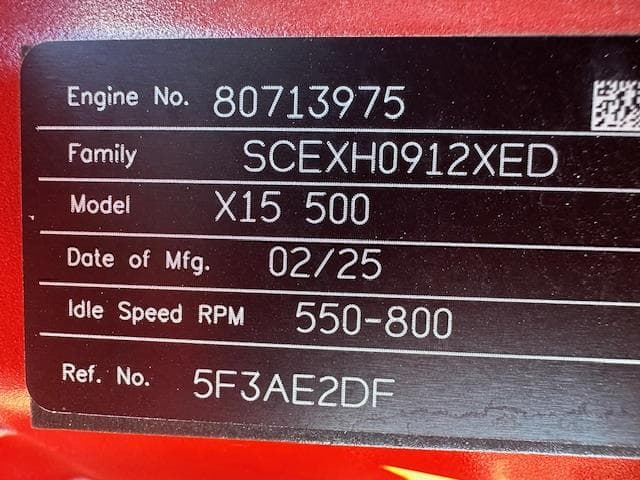 Engine No. 80713975
Family SCEXH0912XED
Model X15 500
Date of Mfg. 02/25
Idle Speed RPM 550-800
Ref. No. 5F3AE2DF